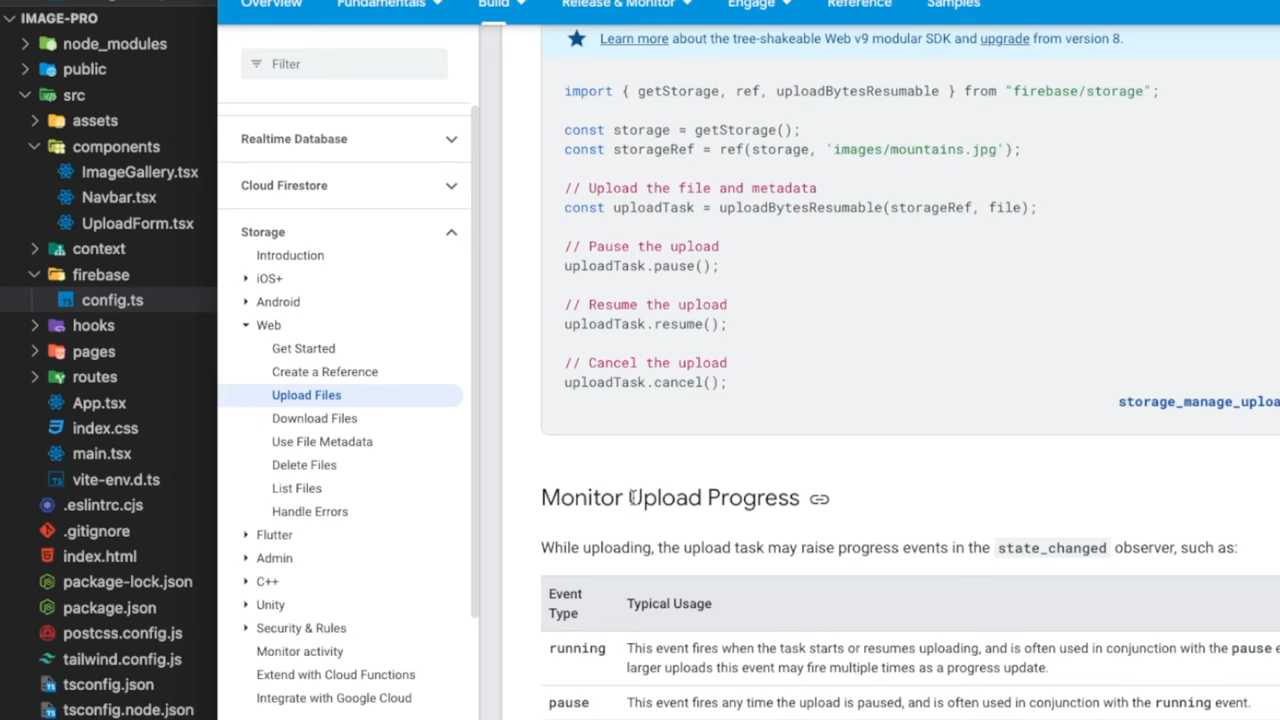 IMAGE-PRO
node_modules
public
src
assets
components
ImageGallery.tsx
Navbar.tsx
UploadForm.tsx
context
firebase
config.ts
hooks
pages
routes
App.tsx
index.css
main.tsx
vite-env.d.ts
.eslintrc.cjs
.gitignore
index.html
package-lock.json
package.json
postcss.config.js
tailwind.config.js
tsconfig.json
tsconfig.node.json
Overview Fundamentals Build Release & Monitor Engage Reference Samples
Filter
Realtime Database
Cloud Firestore
Storage
Introduction
iOS+
Android
Web
Get Started
Create a Reference
Upload Files
Download Files
Use File Metadata
Delete Files
List Files
Handle Errors
Flutter
Admin
C++
Unity
Security & Rules
Monitor activity
Extend with Cloud Functions
Integrate with Google Cloud
Learn more about the tree-shakeable Web v9 modular SDK and upgrade from version 8.
import { getStorage, ref, uploadBytesResumable } from "firebase/storage";
const storage = getStorage();
const storageRef = ref(storage, 'images/mountains.jpg');
// Upload the file and metadata
const uploadTask = uploadBytesResumable(storageRef, file);
// Pause the upload
uploadTask.pause();
// Resume the upload
uploadTask.resume();
// Cancel the upload
uploadTask.cancel();
storage_manage_uploa
Monitor Upload Progress
While uploading, the upload task may raise progress events in the state_changed observer, such as:
Event Type Typical Usage
running This event fires when the task starts or resumes uploading, and is often used in conjunction with the pause e
larger uploads this event may fire multiple times as a progress update.
pause This event fires any time the upload is paused, and is often used in conjunction with the running event.